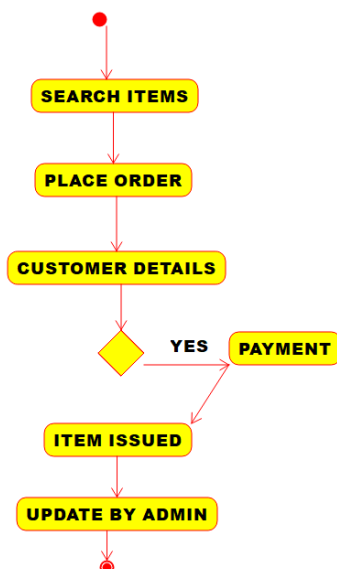 SEARCH ITEMS
PLACE ORDER
CUSTOMER DETAILS
YES
PAYMENT
ITEM ISSUED
UPDATE BY ADMIN